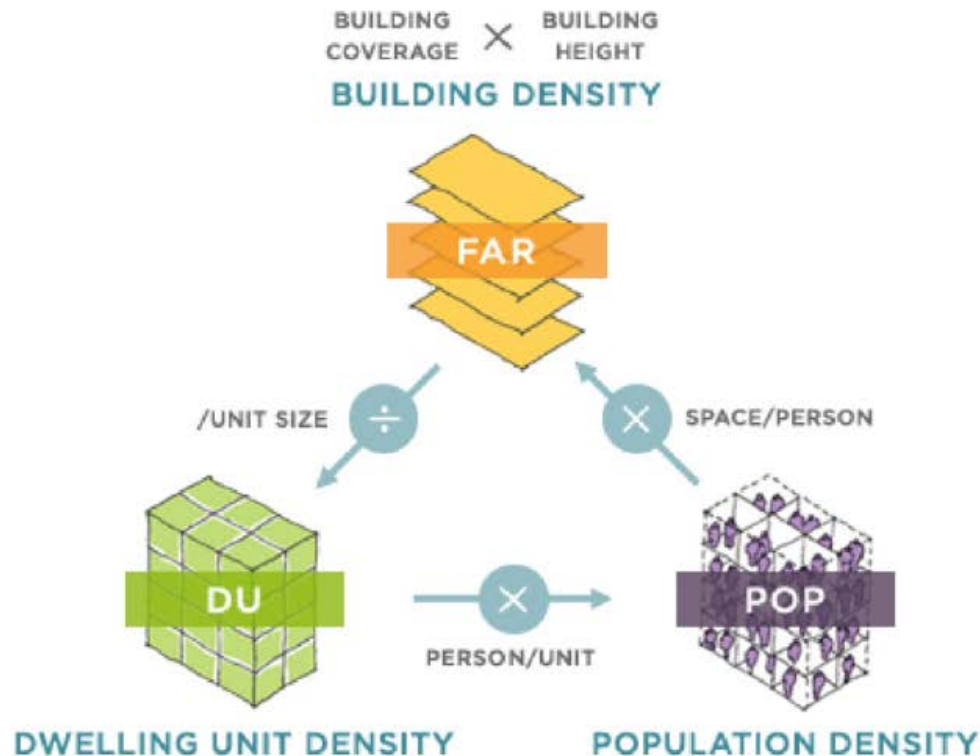 BUILDING COVERAGE × BUILDING HEIGHT
BUILDING DENSITY
FAR
/UNIT SIZE ÷
× SPACE/PERSON
DU
×
POP
PERSON/UNIT
DWELLING UNIT DENSITY
POPULATION DENSITY